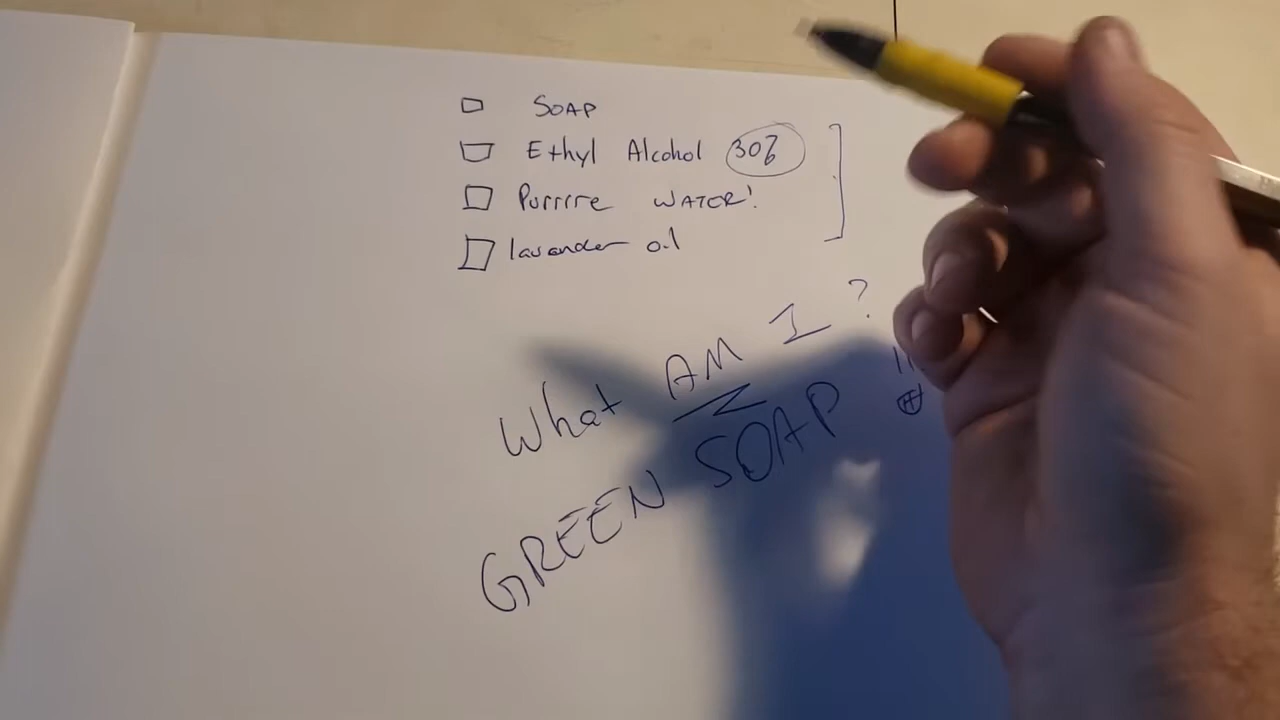 SOAP
Ethyl Alcohol 30%
Purrrre WATER!
lavander oil
What AM I ?
GREEN SOAP !!